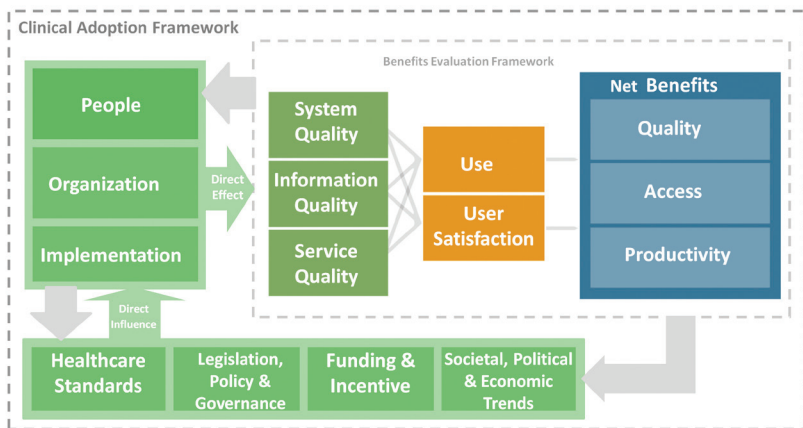 Clinical Adoption Framework
Benefits Evaluation Framework
People
Organization
Implementation
Direct
Effect
Direct
Influence
System
Quality
Information
Quality
Service
Quality
Use
User
Satisfaction
Net Benefits
Quality
Access
Productivity
Healthcare
Standards
Legislation,
Policy &
Governance
Funding &
Incentive
Societal, Political
& Economic
Trends